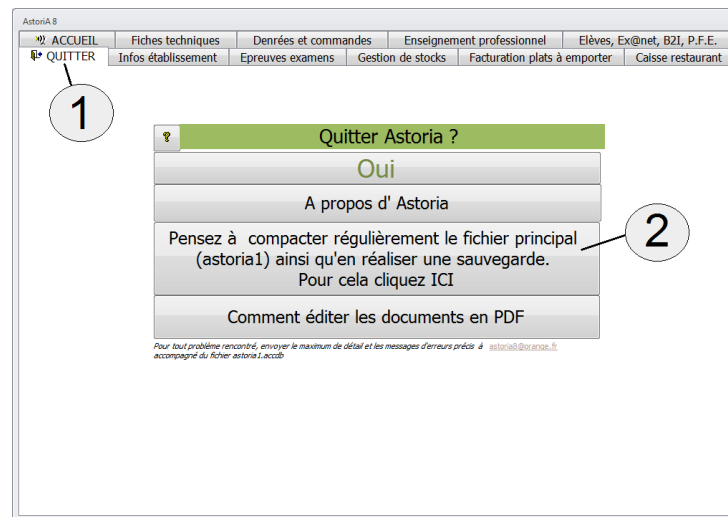 AstoriA 8
ACCUEIL Fiches techniques Denrées et commandes Enseignement professionnel Elèves, Ex@net, B2I, P.F.E.
QUITTER Infos établissement Epreuves examens Gestion de stocks Facturation plats à emporter Caisse restaurant
1
? Quitter Astoria ?
Oui
A propos d' Astoria
2
Pensez à compacter régulièrement le fichier principal
(astoria1) ainsi qu'en réaliser une sauvegarde.
Pour cela cliquez ICI
Comment éditer les documents en PDF
Pour tout problème rencontré, envoyer le maximum de détail et les messages d'erreurs précis à astoria8@orange.fr
accompagné du fichier astoria1.accdb